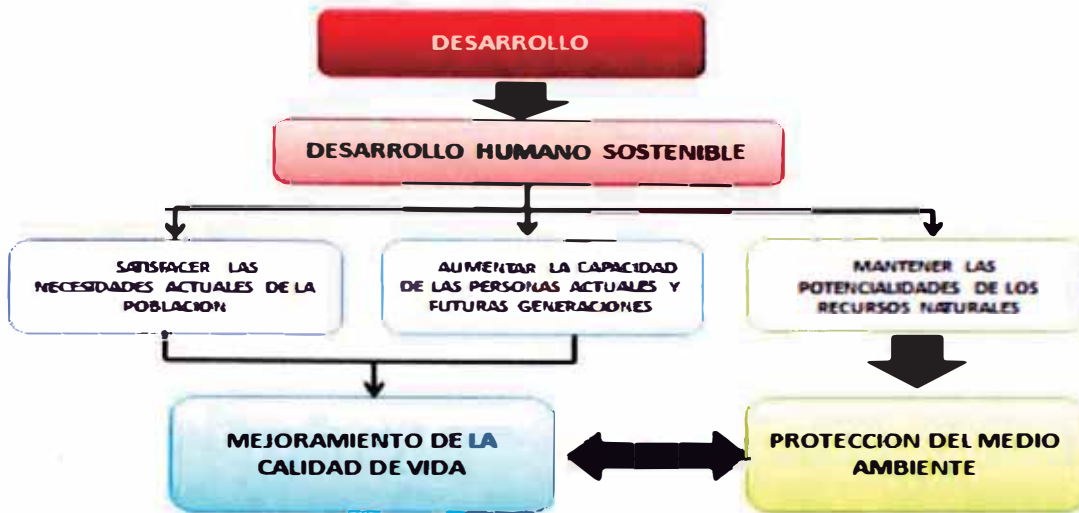 DESARROLLO
DESARROLLO HUMANO SOSTENIBLE
SATISFACER LAS
NECESIDADES ACTUALES DE LA
POBLACION
AUMENTAR LA CAPACIDAD
DE LAS PERSONAS ACTUALES Y
FUTURAS GENERACIONES
MANTENER LAS
POTENCIALIDADES DE LOS
RECURSOS NATURALES
MEJORAMIENTO DE LA
CALIDAD DE VIDA
PROTECCION DEL MEDIO
AMBIENTE